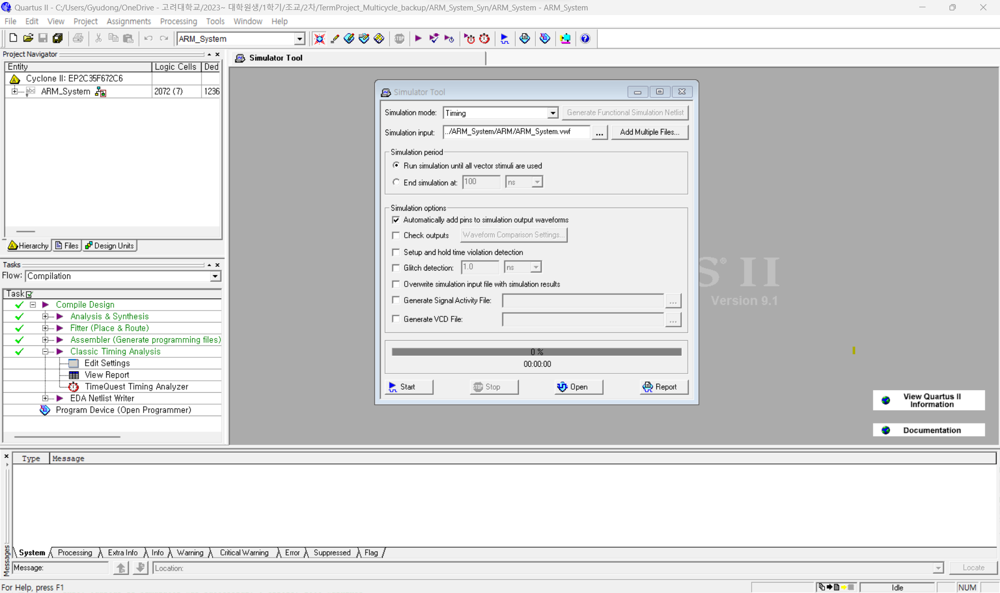 Quartus II - C:/Users/Gyudong/OneDrive - 고려대학교/2023~ 대학원생/1학기/조교/2차/TermProject_Multicycle_backup/ARM_System_Syn/ARM_System - ARM_System
File Edit View Project Assignments Processing Tools Window Help
ARM_System
Project Navigator
Entity Logic Cells Ded
Cyclone II: EP2C35F672C6
abc ARM_System 2072 (7) 1236
Hierarchy Files Design Units
Tasks
Flow: Compilation
Task
Compile Design
Analysis & Synthesis
Fitter (Place & Route)
Assembler (Generate programming files)
Classic Timing Analysis
Edit Settings
View Report
TimeQuest Timing Analyzer
EDA Netlist Writer
Program Device (Open Programmer)
Simulator Tool
Simulator Tool
Simulation mode: Timing Generate Functional Simulation Netlist
Simulation input: ../ARM_System/ARM/ARM_System.vwf ... Add Multiple Files...
Simulation period
Run simulation until all vector stimuli are used
End simulation at: 100 ns
Simulation options
Automatically add pins to simulation output waveforms
Check outputs Waveform Comparison Settings...
Setup and hold time violation detection
Glitch detection: 1.0 ns
Overwrite simulation input file with simulation results
Generate Signal Activity File: ...
Generate VCD File: ...
0 %
00:00:00
Start STOP Stop Open Report
S® II
Version 9.1
View Quartus II
Information
Documentation
Type Message
System Processing Extra Info Info Warning Critical Warning Error Suppressed Flag
Messages
Message: Location: Locate
For Help, press F1 Idle NUM